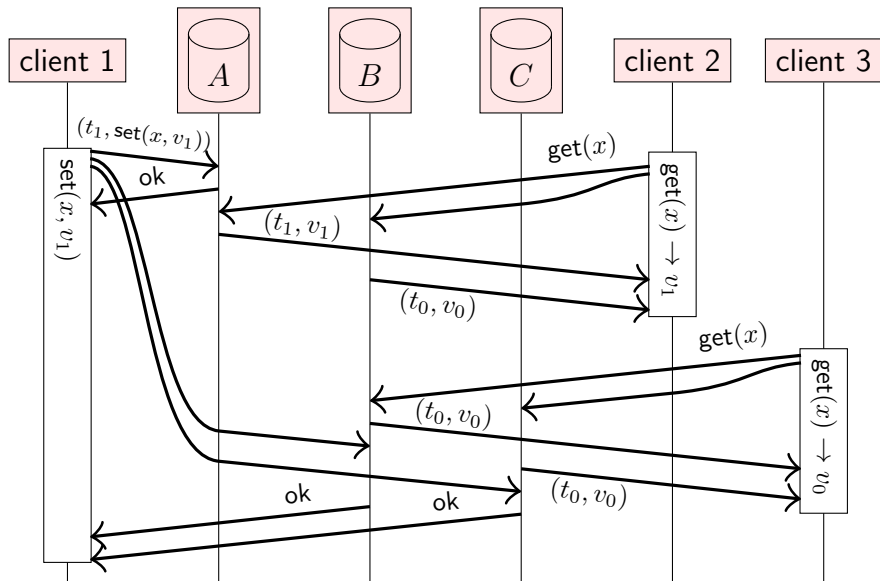 client 1
A
B
C
client 2
client 3
(t₁, set(x, v₁))
ok
set(x, v₁)
get(x)
get(x) → v₁
(t₁, v₁)
(t₀, v₀)
get(x)
get(x) → v₀
(t₀, v₀)
(t₀, v₀)
ok
ok